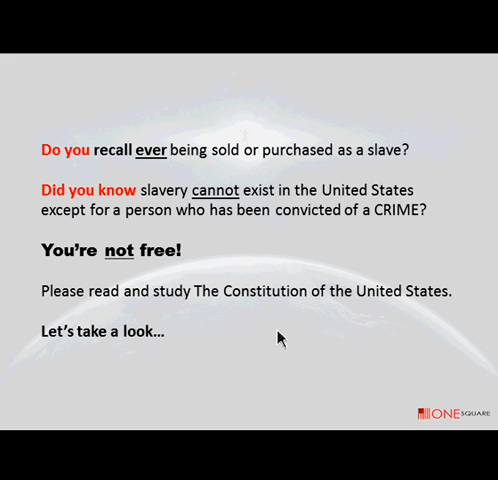 Do you recall ever being sold or purchased as a slave?
Did you know slavery cannot exist in the United States
except for a person who has been convicted of a CRIME?
You're not free!
Please read and study The Constitution of the United States.
Let's take a look...
ONE SQUARE